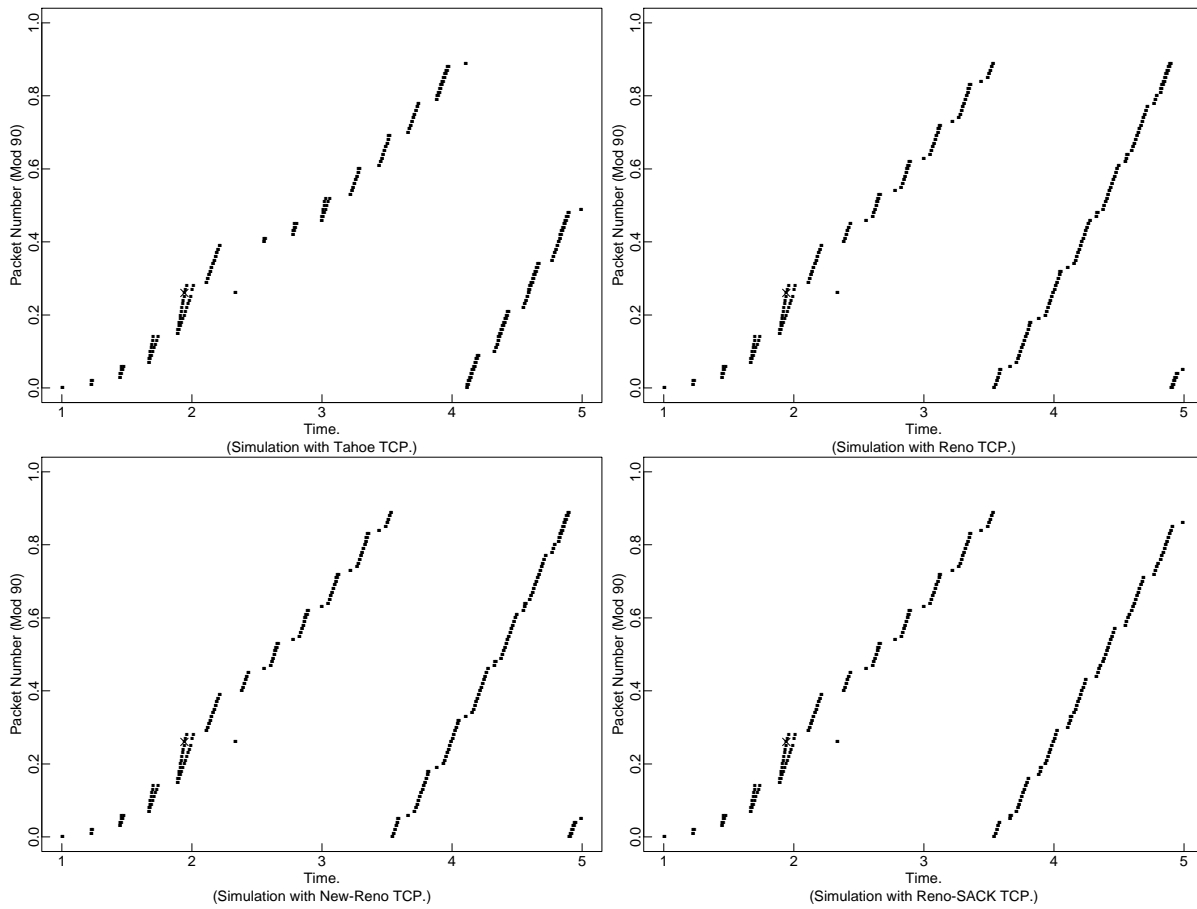 1.0
0.8
0.6
0.4
0.2
0.0
Packet Number (Mod 90)
1 2 3 4 5
Time.
(Simulation with Tahoe TCP.)
1.0
0.8
0.6
0.4
0.2
0.0
Packet Number (Mod 90)
1 2 3 4 5
Time.
(Simulation with Reno TCP.)
1.0
0.8
0.6
0.4
0.2
0.0
Packet Number (Mod 90)
1 2 3 4 5
Time.
(Simulation with New-Reno TCP.)
1.0
0.8
0.6
0.4
0.2
0.0
Packet Number (Mod 90)
1 2 3 4 5
Time.
(Simulation with Reno-SACK TCP.)